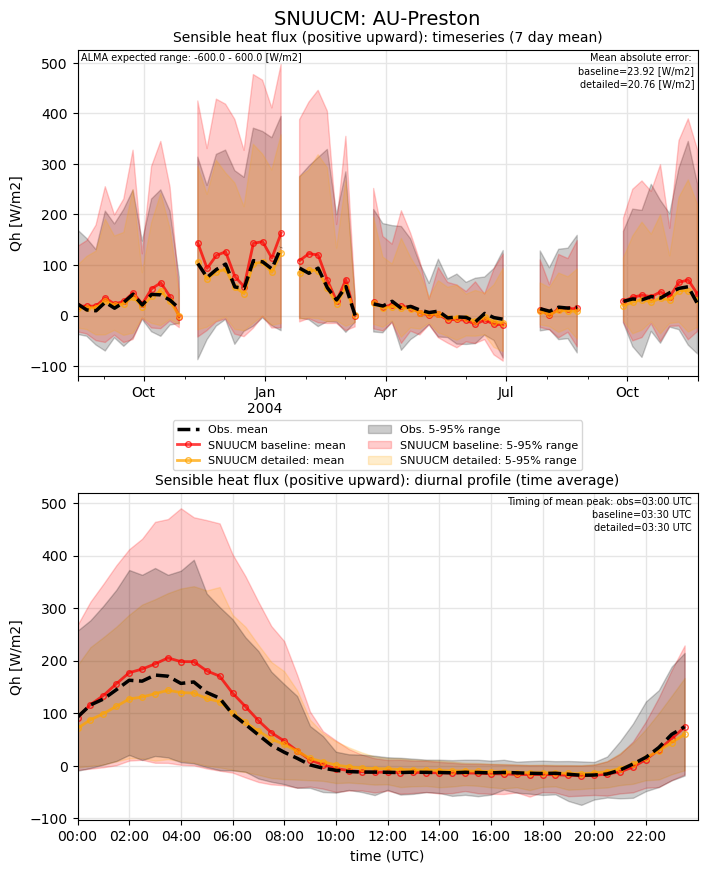 SNUUCM: AU-Preston
Sensible heat flux (positive upward): timeseries (7 day mean)
ALMA expected range: -600.0 - 600.0 [W/m2]
Mean absolute error:
baseline=23.92 [W/m2]
detailed=20.76 [W/m2]
500
400
300
200
100
0
−100
Qh [W/m2]
Oct
Jan
2004
Apr
Jul
Oct
Obs. mean
SNUUCM baseline: mean
SNUUCM detailed: mean
Obs. 5-95% range
SNUUCM baseline: 5-95% range
SNUUCM detailed: 5-95% range
Sensible heat flux (positive upward): diurnal profile (time average)
Timing of mean peak: obs=03:00 UTC
baseline=03:30 UTC
detailed=03:30 UTC
500
400
300
200
100
0
−100
Qh [W/m2]
00:00 02:00 04:00 06:00 08:00 10:00 12:00 14:00 16:00 18:00 20:00 22:00
time (UTC)